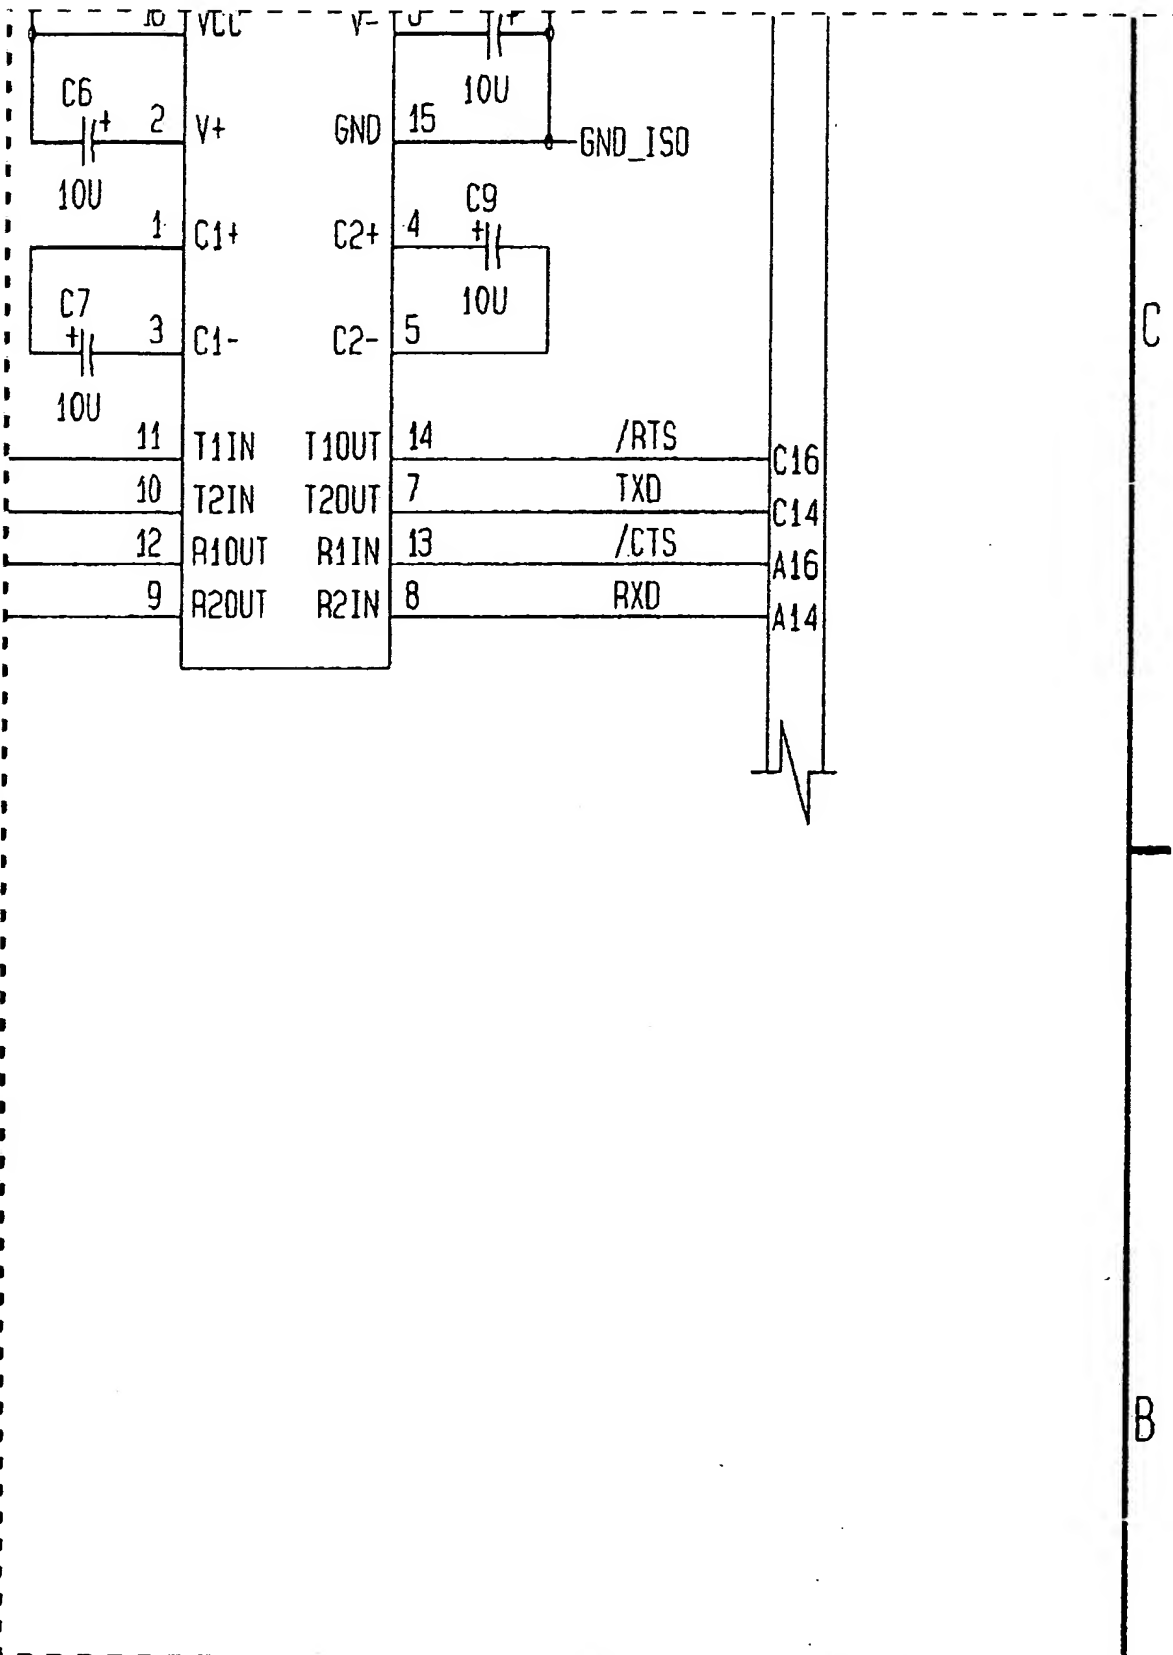 16 VCC V- 6 +
10U
C6
+ 2 V+ GND 15
GND_ISO
10U
C9
1 C1+ C2+ 4
+
10U
C7
+ 3 C1- C2- 5
10U
11 T1IN T1OUT 14 /RTS C16
10 T2IN T2OUT 7 TXD C14
12 R1OUT R1IN 13 /CTS A16
9 R2OUT R2IN 8 RXD A14
C
B